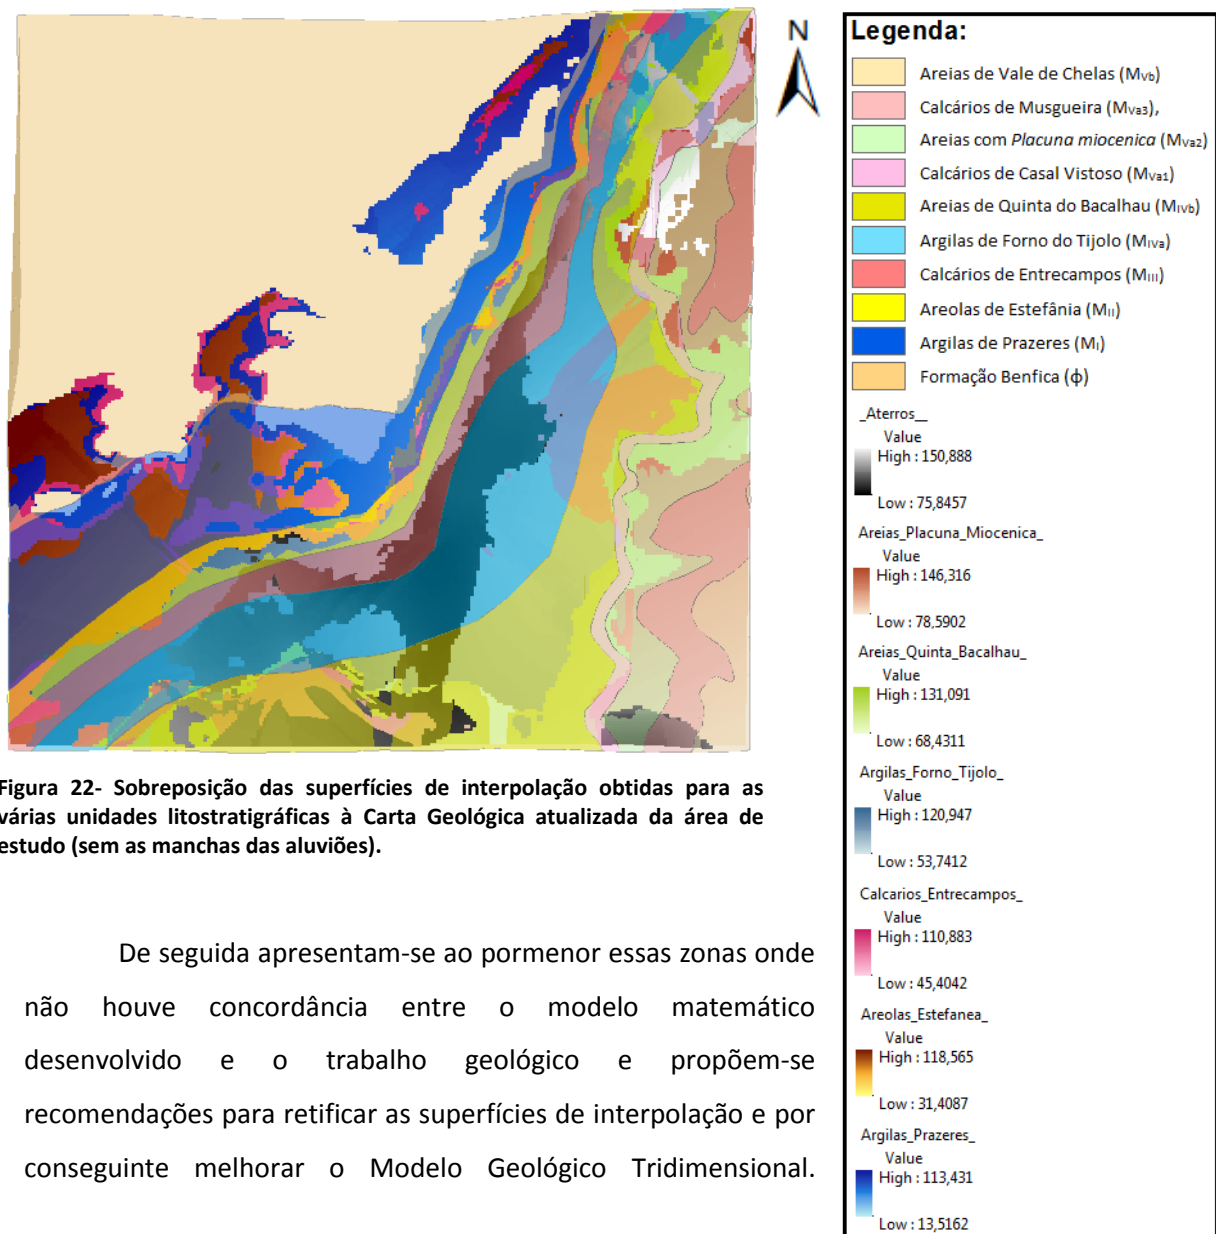 N
Legenda:
Areias de Vale de Chelas (MVb)
Calcários de Musgueira (MVa3),
Areias com Placuna miocenica (MVa2)
Calcários de Casal Vistoso (MVa1)
Areias de Quinta do Bacalhau (MIVb)
Argilas de Forno do Tijolo (MIVa)
Calcários de Entrecampos (MIII)
Areolas de Estefânia (MII)
Argilas de Prazeres (MI)
Formação Benfica (ϕ)
_Aterros__
Value
High : 150,888
Low : 75,8457
Areias_Placuna_Miocenica_
Value
High : 146,316
Low : 78,5902
Areias_Quinta_Bacalhau_
Value
High : 131,091
Low : 68,4311
Argilas_Forno_Tijolo_
Value
High : 120,947
Low : 53,7412
Calcarios_Entrecampos_
Value
High : 110,883
Low : 45,4042
Areolas_Estefanea_
Value
High : 118,565
Low : 31,4087
Argilas_Prazeres_
Value
High : 113,431
Low : 13,5162
Figura 22- Sobreposição das superfícies de interpolação obtidas para as
várias unidades litostratigráficas à Carta Geológica atualizada da área de
estudo (sem as manchas das aluviões).
De seguida apresentam-se ao pormenor essas zonas onde
não houve concordância entre o modelo matemático
desenvolvido e o trabalho geológico e propõem-se
recomendações para retificar as superfícies de interpolação e por
conseguinte melhorar o Modelo Geológico Tridimensional.